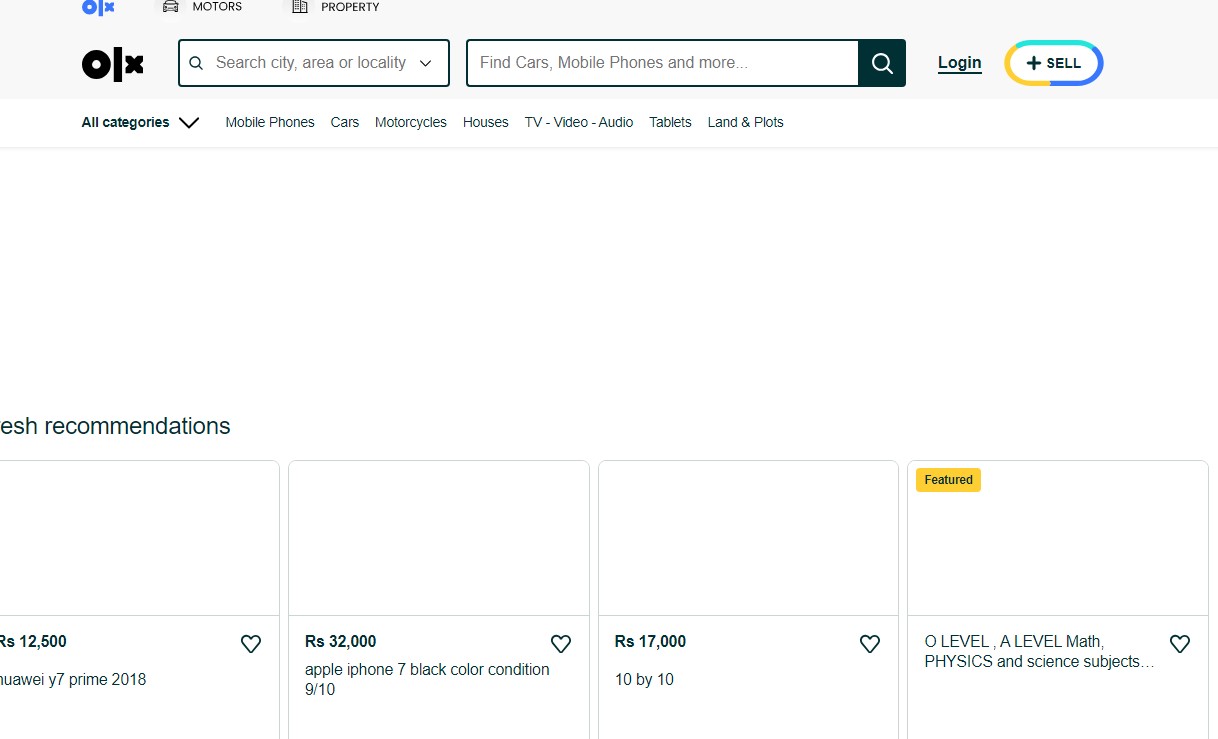 olx MOTORS PROPERTY
olx Search city, area or locality Find Cars, Mobile Phones and more... Login + SELL
All categories Mobile Phones Cars Motorcycles Houses TV - Video - Audio Tablets Land & Plots
esh recommendations
Featured
Rs 12,500
huawei y7 prime 2018
Rs 32,000
apple iphone 7 black color condition
9/10
Rs 17,000
10 by 10
O LEVEL , A LEVEL Math,
PHYSICS and science subjects...